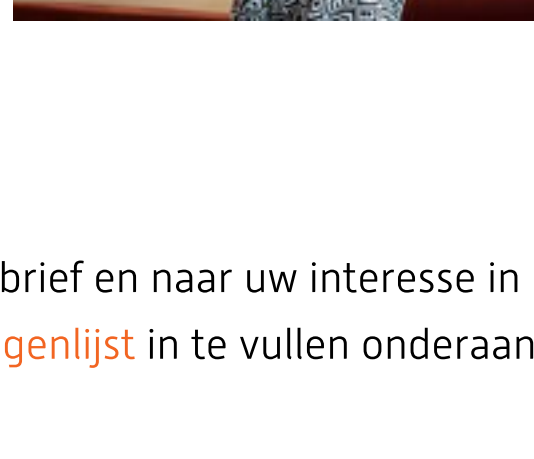 brief en naar uw interesse in
genlijst in te vullen onderaan